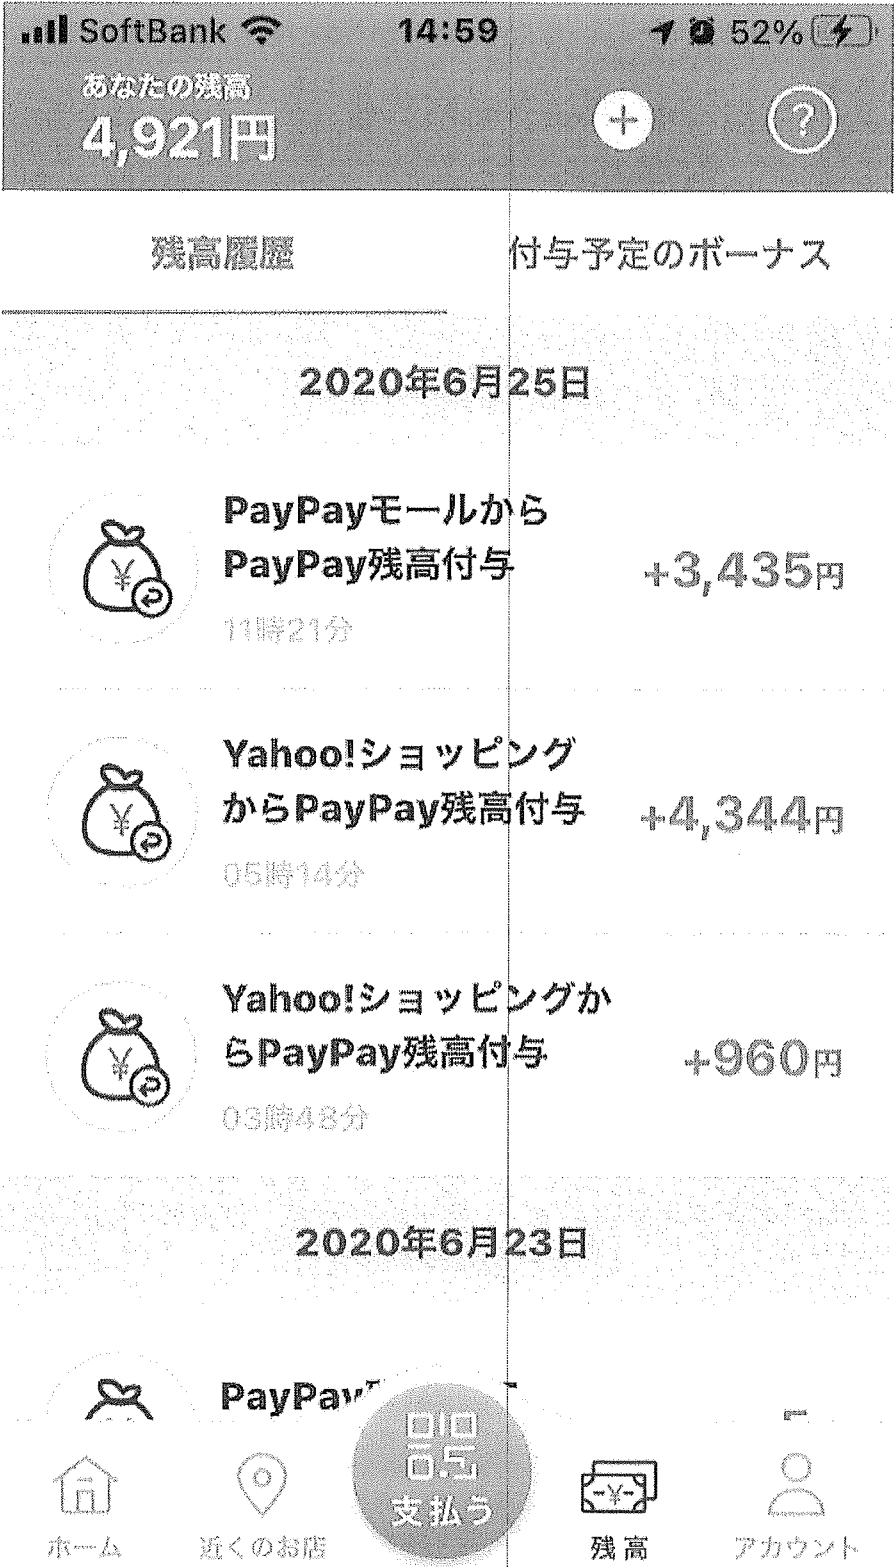 SoftBank 14:59 52%
あなたの残高
4,921円
?
残高履歴 付与予定のボーナス
2020年6月25日
PayPayモールから
PayPay残高付与
+3,435円
11時21分
Yahoo!ショッピング
からPayPay残高付与
+4,344円
05時14分
Yahoo!ショッピングか
らPayPay残高付与
+960円
03時48分
2020年6月23日
PayPay
支払う
ホーム 近くのお店 残高 アカウント